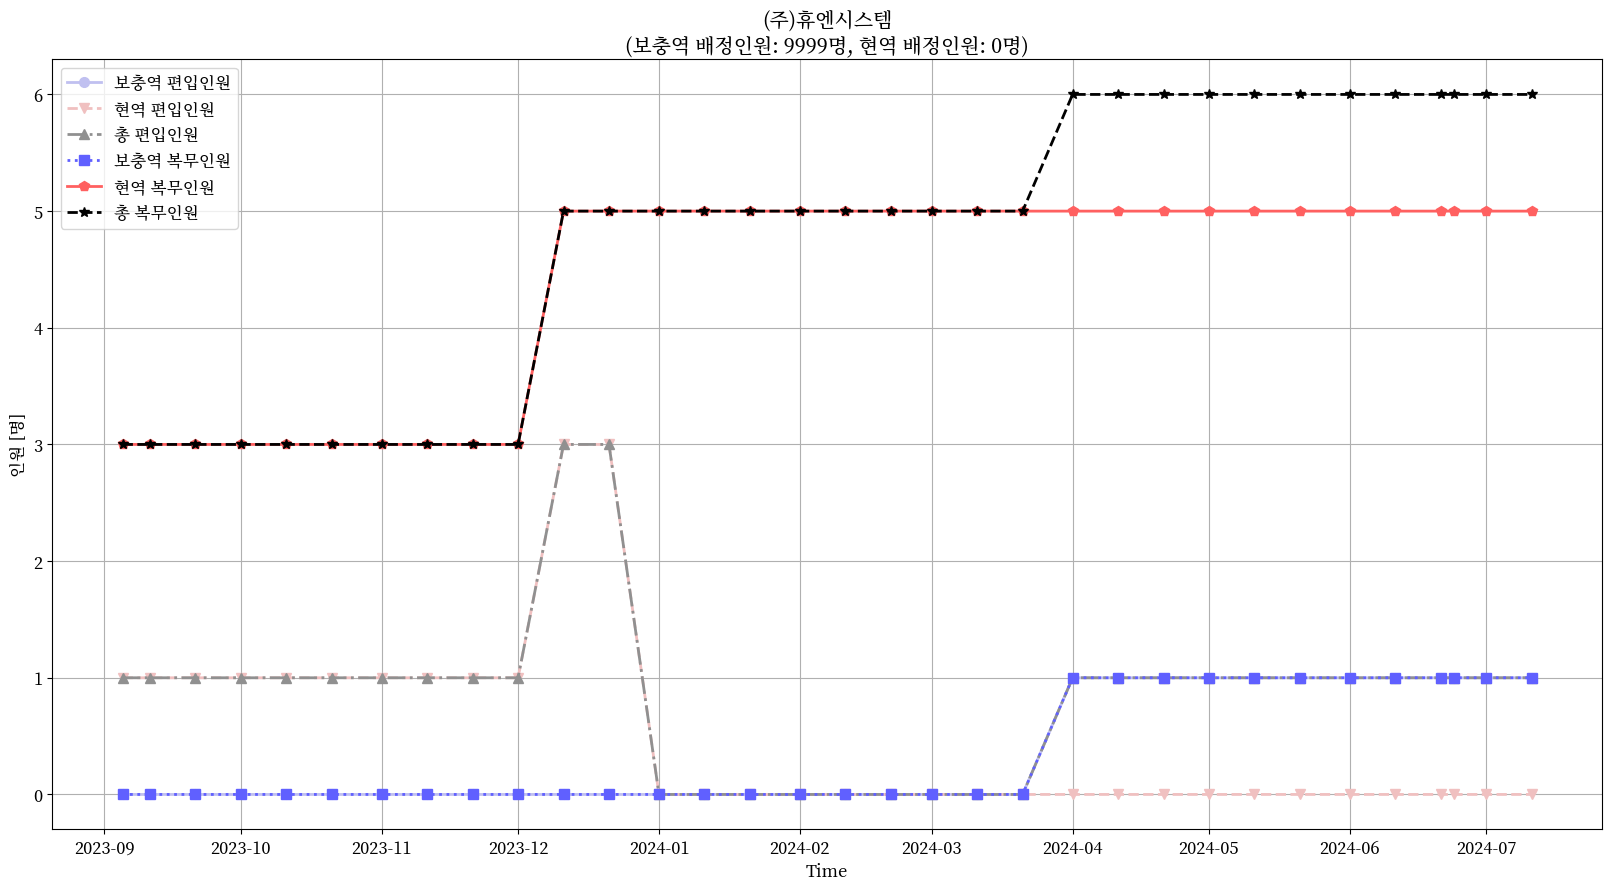 (주)휴엔시스템
(보충역 배정인원: 9999명, 현역 배정인원: 0명)
보충역 편입인원
현역 편입인원
총 편입인원
보충역 복무인원
현역 복무인원
총 복무인원
인원 [명]
6
5
4
3
2
1
0
2023-09 2023-10 2023-11 2023-12 2024-01 2024-02 2024-03 2024-04 2024-05 2024-06 2024-07
Time